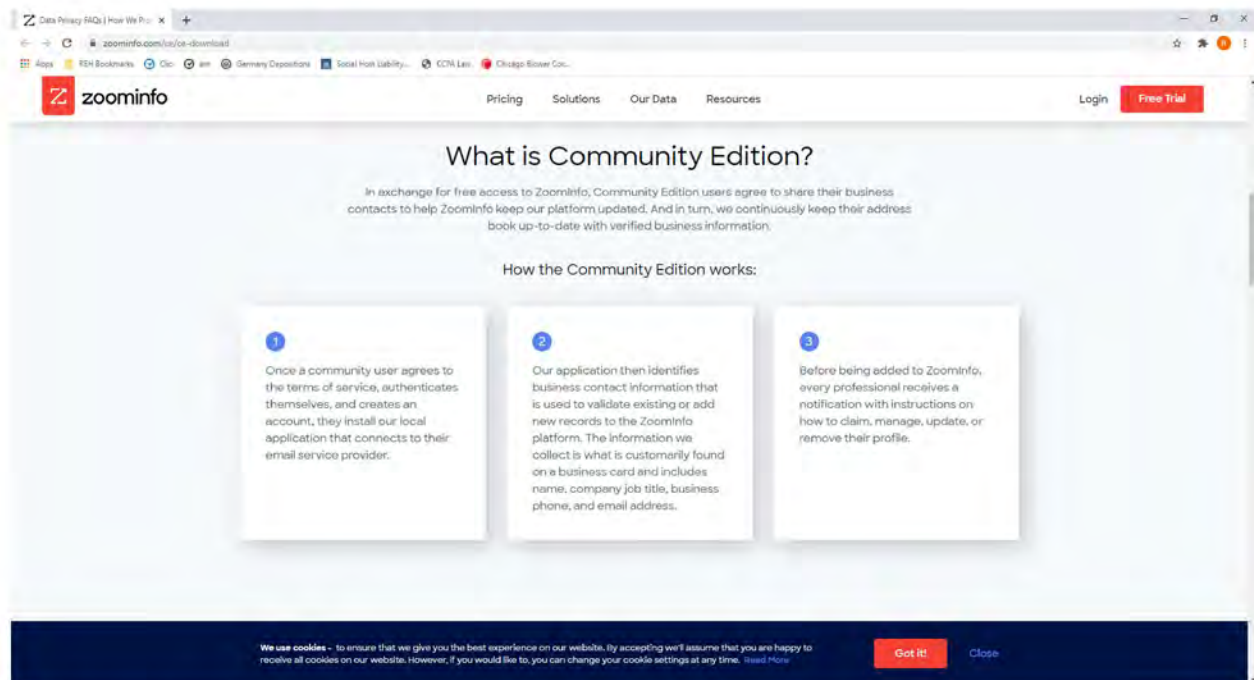 Data Privacy FAQs | How We Pro
zoominfo.com/ce/ce-download
Apps REH Bookmarks Clio Germany Depositions Social Host Liability... CCPA Law Chicago Blower Cor...
Z zoominfo Pricing Solutions Our Data Resources Login Free Trial
What is Community Edition?
In exchange for free access to ZoomInfo, Community Edition users agree to share their business
contacts to help ZoomInfo keep our platform updated. And in turn, we continuously keep their address
book up-to-date with verified business information.
How the Community Edition works:
1
Once a community user agrees to
the terms of service, authenticates
themselves, and creates an
account, they install our local
application that connects to their
email service provider.
2
Our application then identifies
business contact information that
is used to validate existing or add
new records to the ZoomInfo
platform. The information we
collect is what is customarily found
on a business card and includes
name, company job title, business
phone, and email address.
3
Before being added to ZoomInfo,
every professional receives a
notification with instructions on
how to claim, manage, update, or
remove their profile.
We use cookies - to ensure that we give you the best experience on our website. By accepting we'll assume that you are happy to
receive all cookies on our website. However, if you would like to, you can change your cookie settings at any time. Read More
Got it! Close